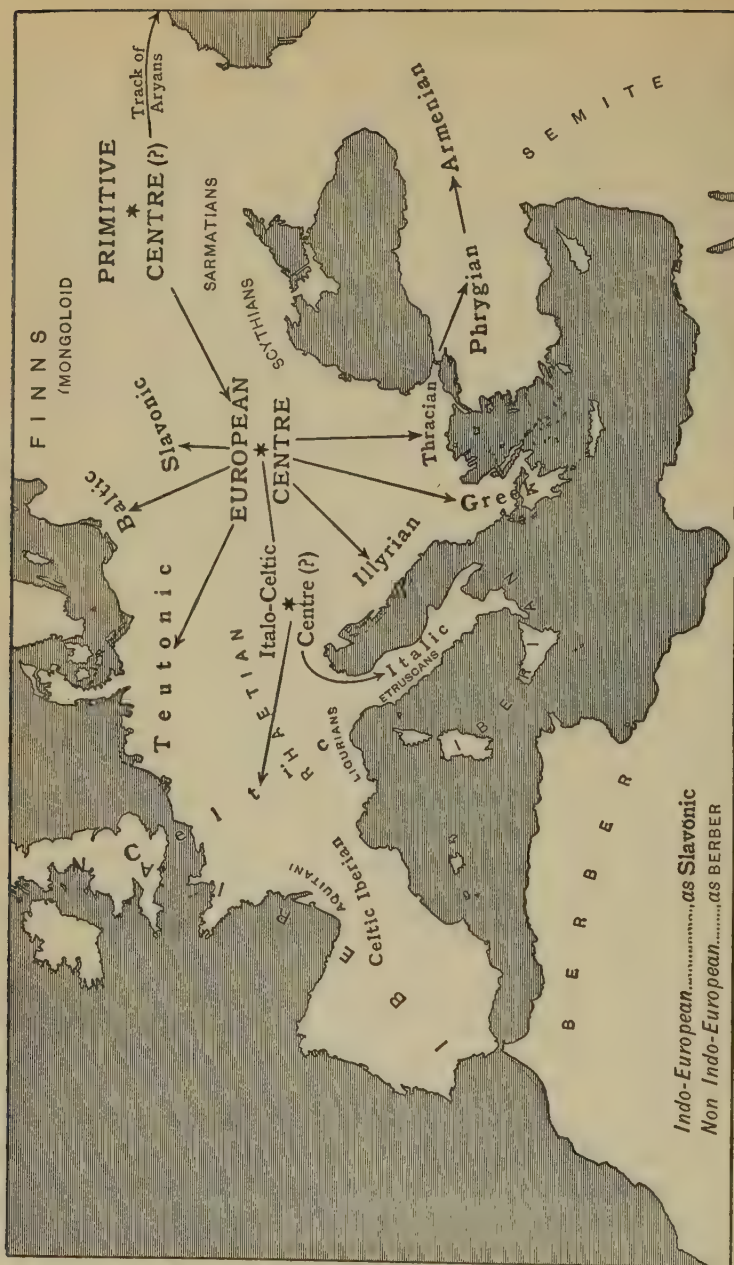 FINNS
(MONGOLOID
PRIMITIVE
CENTRE (?)
Track of
Aryans
SARMATIANS
SCYTHIANS
Baltic
Slavonic
EUROPEAN
CENTRE
Teutonic
Italo-Celtic
Centre (?)
RHAETIAN
Illyrian
Thracian
Greek
Phrygian
Armenian
SEMITE
Italic
ETRUSCANS
LIGURIANS
AQUITANI
Celtic Iberian
BERBER
Indo-European..............as Slavonic
Non Indo-European.........as BERBER